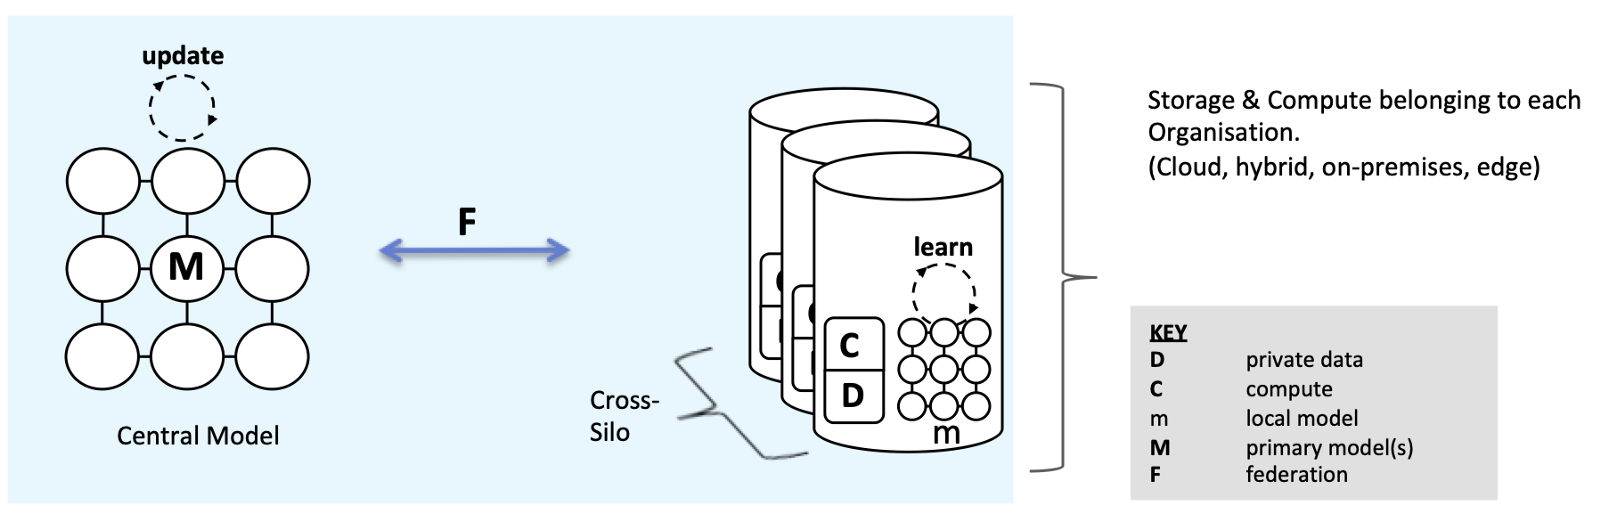 update
M
Central Model
F
Cross-
Silo
learn
C
D
m
Storage & Compute belonging to each
Organisation.
(Cloud, hybrid, on-premises, edge)
KEY
D private data
C compute
m local model
M primary model(s)
F federation